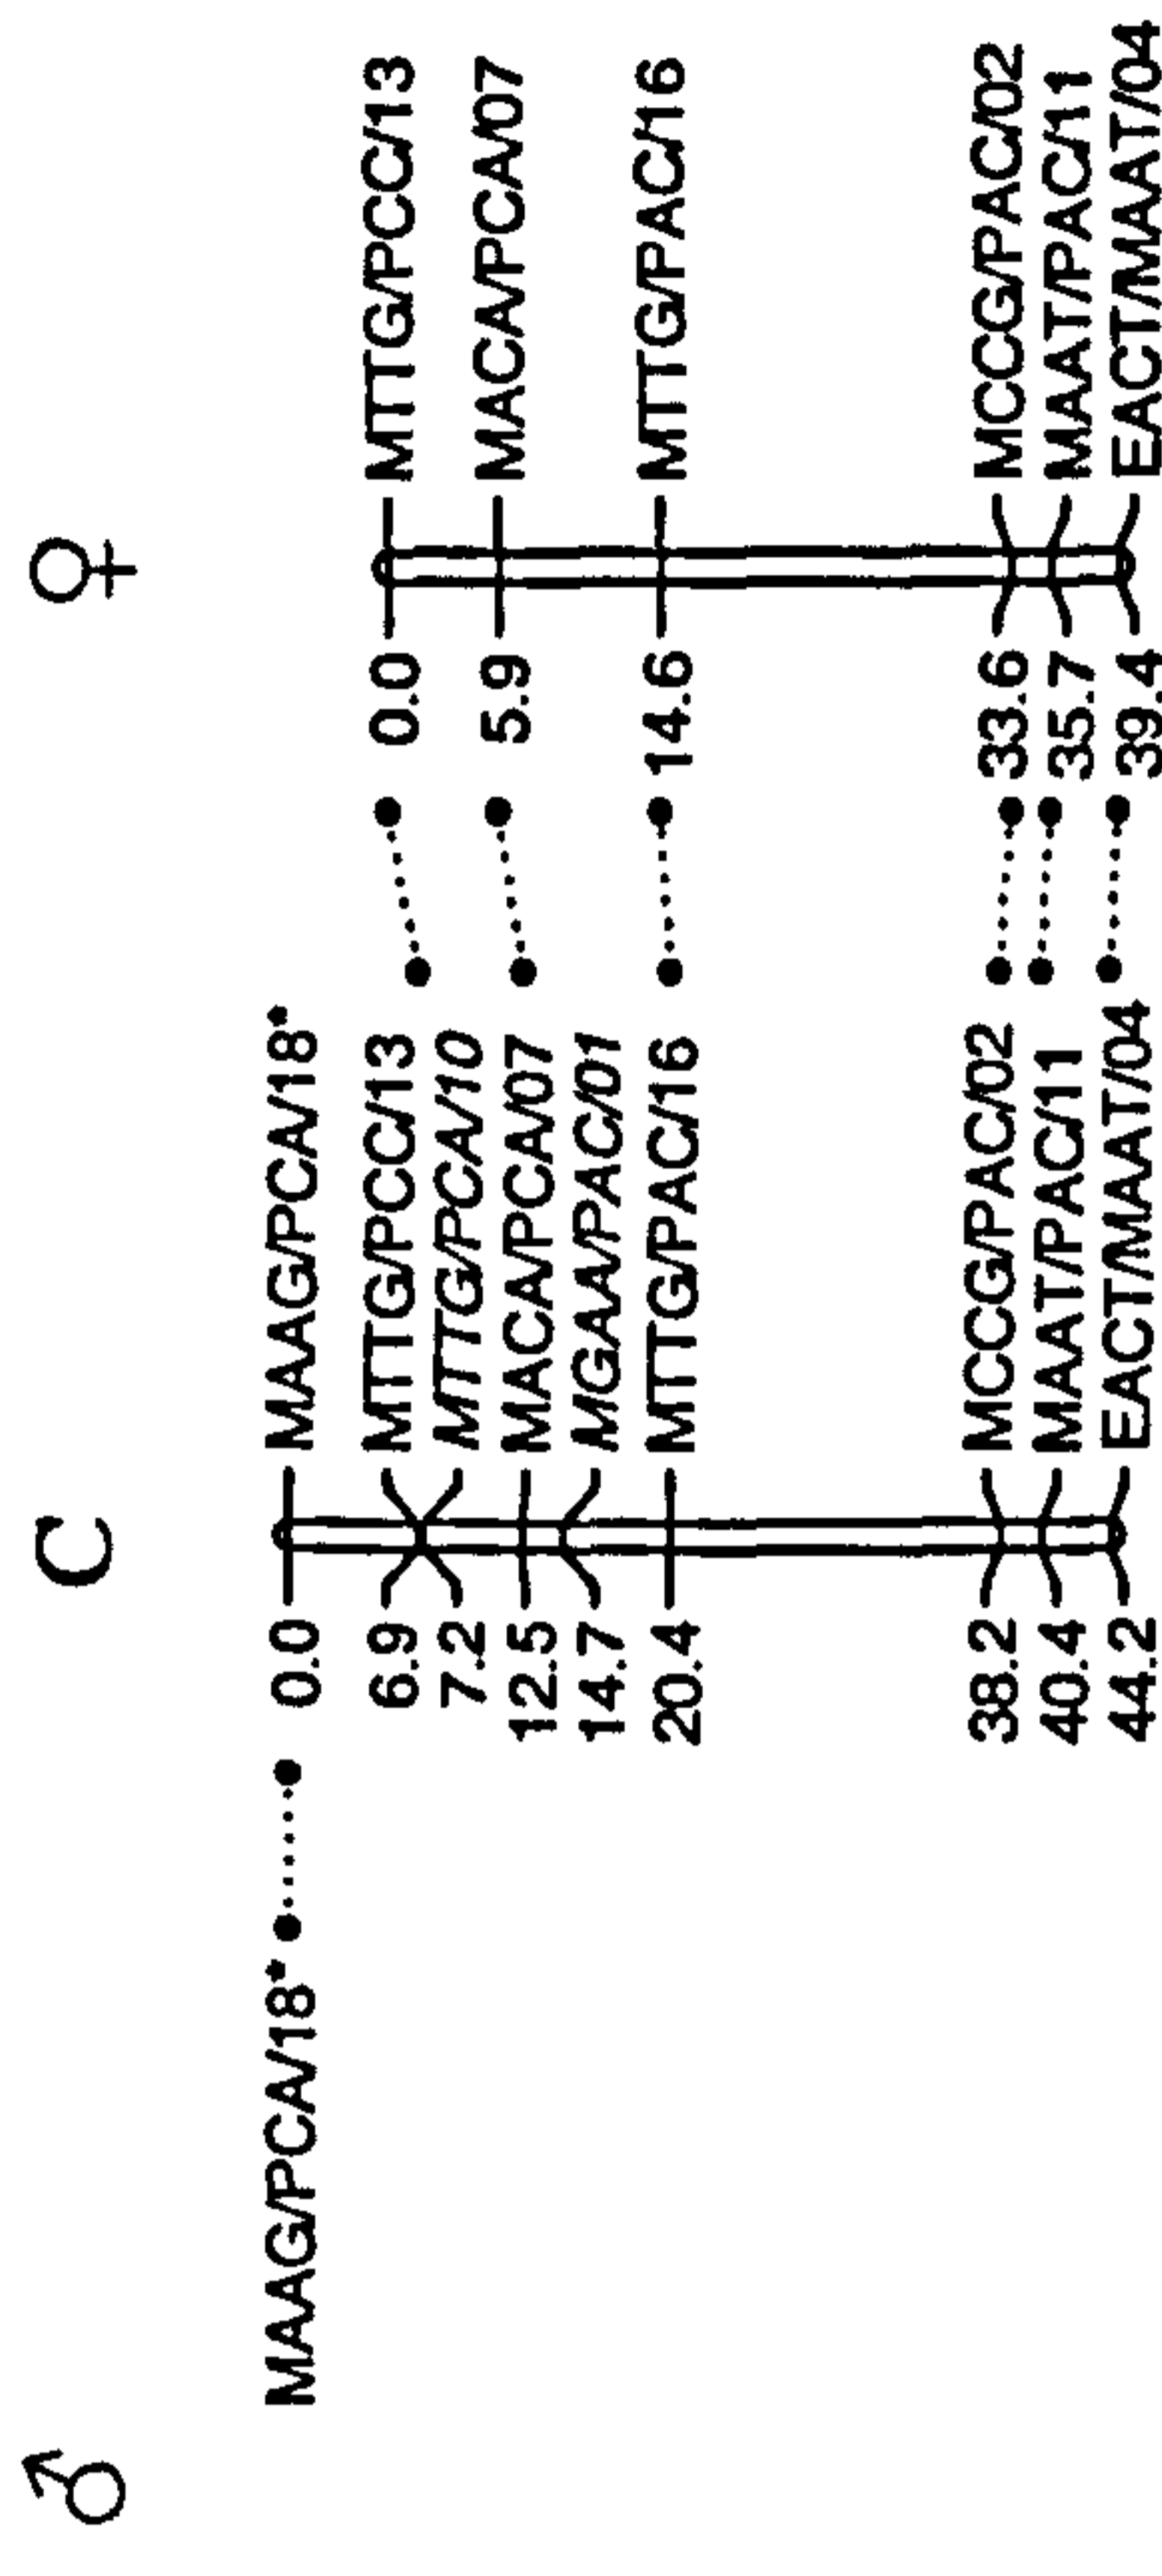 ♂ C ♀
MAAG/PCA/18*
0.0 MAAG/PCA/18*
6.9 MTTG/PCC/13
7.2 MTTG/PCA/10
12.5 MACA/PCA/07
14.7 MGAA/PAC/01
20.4 MTTG/PAC/16
38.2 MCCG/PAC/02
40.4 MAAT/PAC/11
44.2 EACT/MAAT/04
0.0 MTTG/PCC/13
5.9 MACA/PCA/07
14.6 MTTG/PAC/16
33.6 MCCG/PAC/02
35.7 MAAT/PAC/11
39.4 EACT/MAAT/04